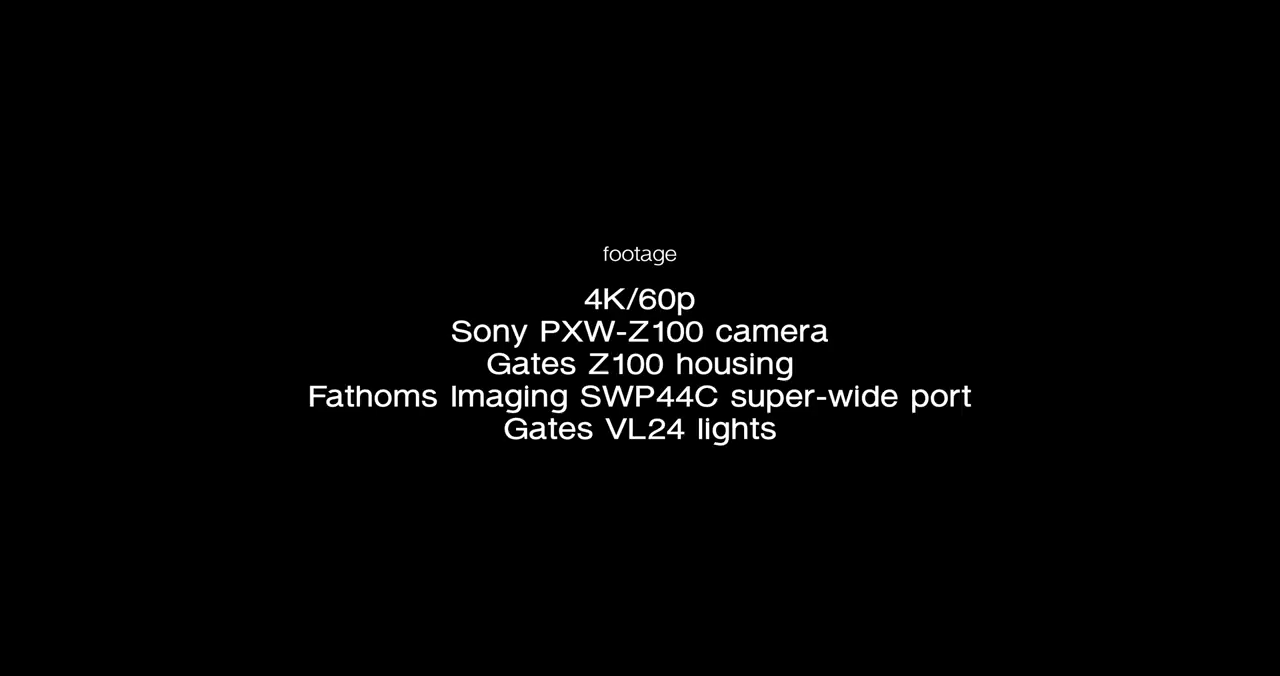 footage
4K/60p
Sony PXW-Z100 camera
Gates Z100 housing
Fathoms Imaging SWP44C super-wide port
Gates VL24 lights